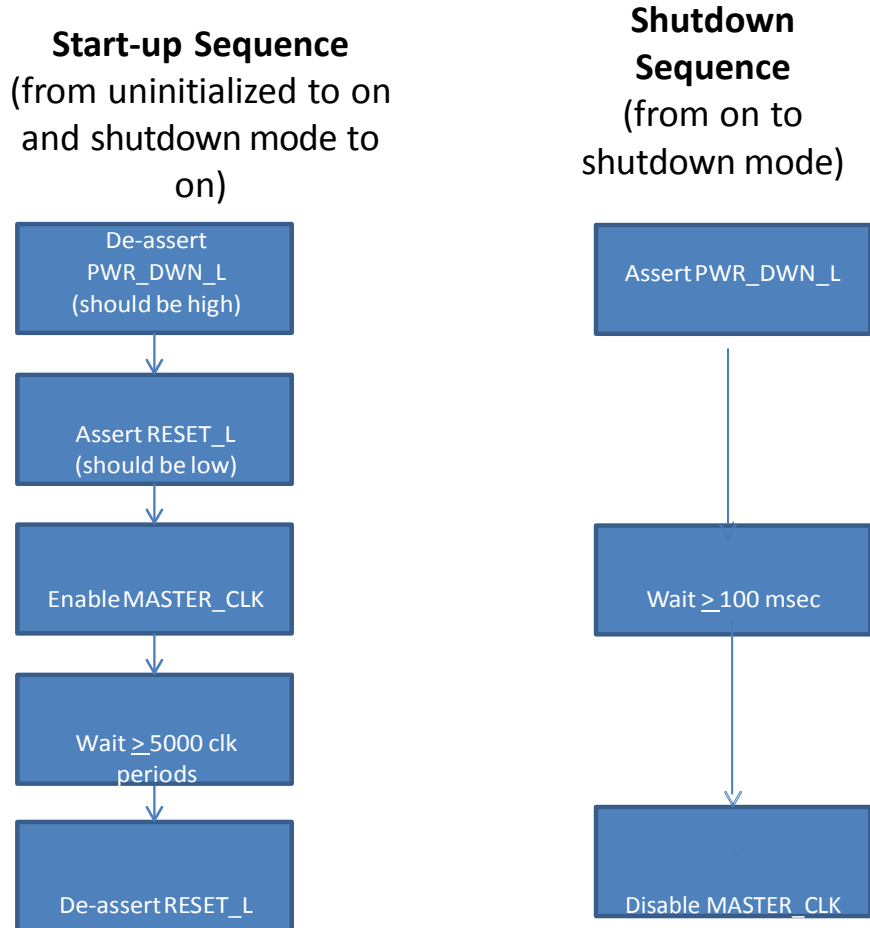 Start-up Sequence
(from uninitialized to on
and shutdown mode to
on)
De-assert
PWR_DWN_L
(should be high)
Assert RESET_L
(should be low)
Enable MASTER_CLK
Wait > 5000 clk
periods
De-assert RESET_L
Shutdown
Sequence
(from on to
shutdown mode)
Assert PWR_DWN_L
Wait > 100 msec
Disable MASTER_CLK